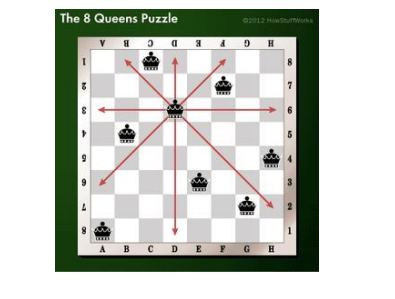 The 8 Queens Puzzle
©2012 HowStuffWorks
A B C D E F G H
1 8
2 7
3 6
4 5
5 4
6 3
7 2
8 1
A B C D E F G H